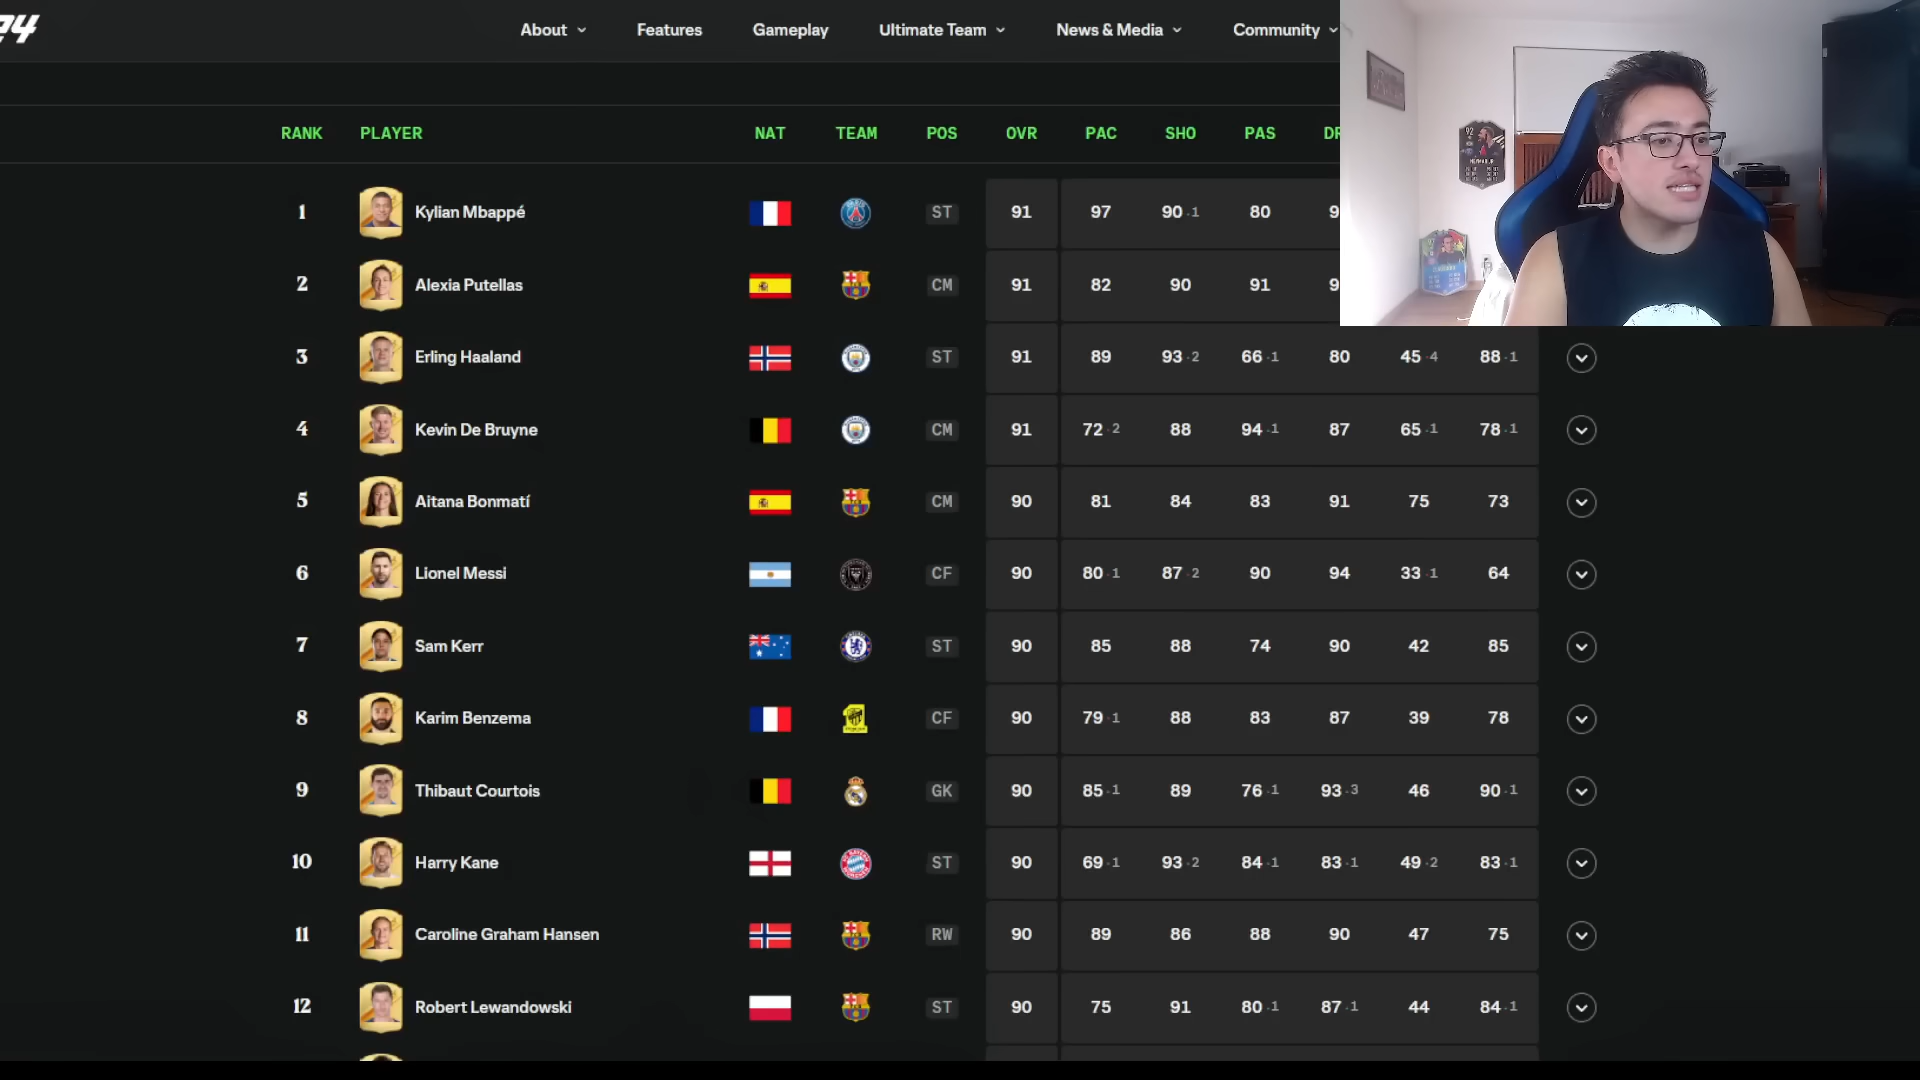 24
About Features Gameplay Ultimate Team News & Media Community
RANK PLAYER NAT TEAM POS OVR PAC SHO PAS
1 Kylian Mbappé ST 91 97 90 -1 80
2 Alexia Putellas CM 91 82 90 91
3 Erling Haaland ST 91 89 93 -2 66 -1 80 45 -4 88 -1
4 Kevin De Bruyne CM 91 72 -2 88 94 -1 87 65 -1 78 -1
5 Aitana Bonmatí CM 90 81 84 83 91 75 73
6 Lionel Messi CF 90 80 -1 87 -2 90 94 33 -1 64
7 Sam Kerr ST 90 85 88 74 90 42 85
8 Karim Benzema CF 90 79 -1 88 83 87 39 78
9 Thibaut Courtois GK 90 85 -1 89 76 -1 93 -3 46 90 -1
10 Harry Kane ST 90 69 -1 93 -2 84 -1 83 -1 49 -2 83 -1
11 Caroline Graham Hansen RW 90 89 86 88 90 47 75
12 Robert Lewandowski ST 90 75 91 80 -1 87 -1 44 84 -1
92
NEYMAR JR